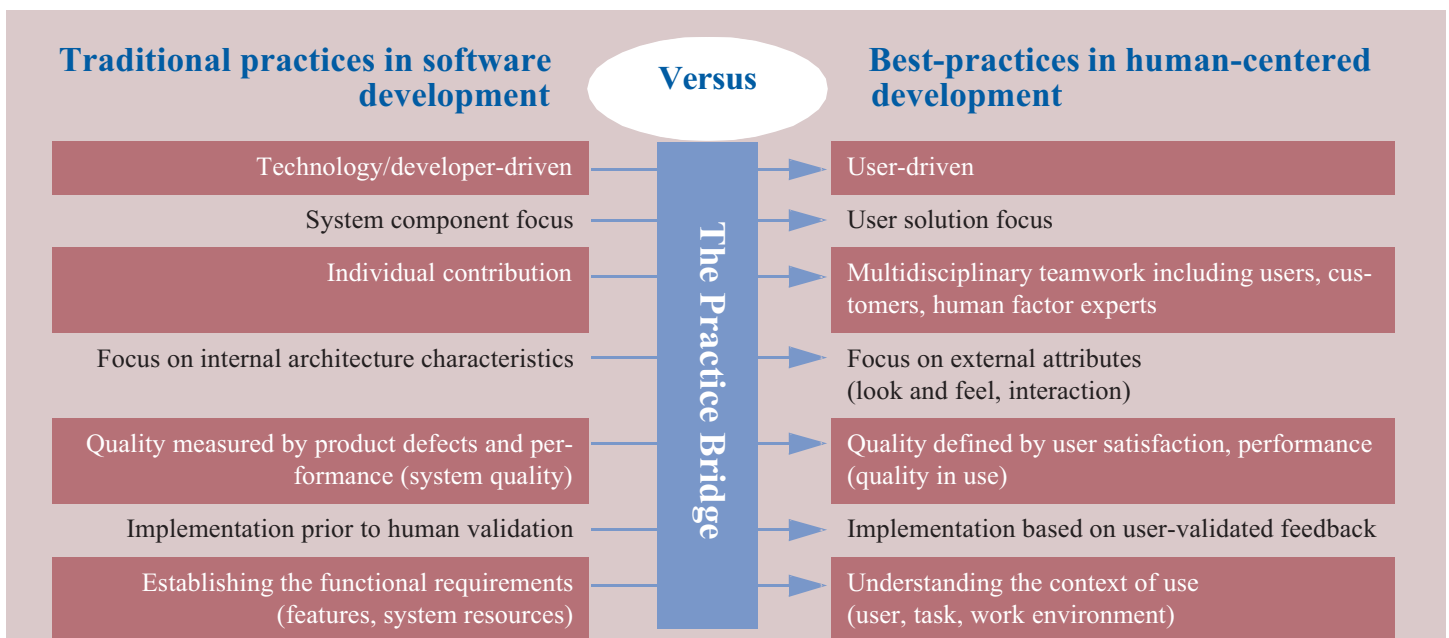 Traditional practices in software
development
Versus
Best-practices in human-centered
development
The Practice Bridge
Technology/developer-driven
User-driven
System component focus
User solution focus
Individual contribution
Multidisciplinary teamwork including users, cus-
tomers, human factor experts
Focus on internal architecture characteristics
Focus on external attributes
(look and feel, interaction)
Quality measured by product defects and per-
formance (system quality)
Quality defined by user satisfaction, performance
(quality in use)
Implementation prior to human validation
Implementation based on user-validated feedback
Establishing the functional requirements
(features, system resources)
Understanding the context of use
(user, task, work environment)